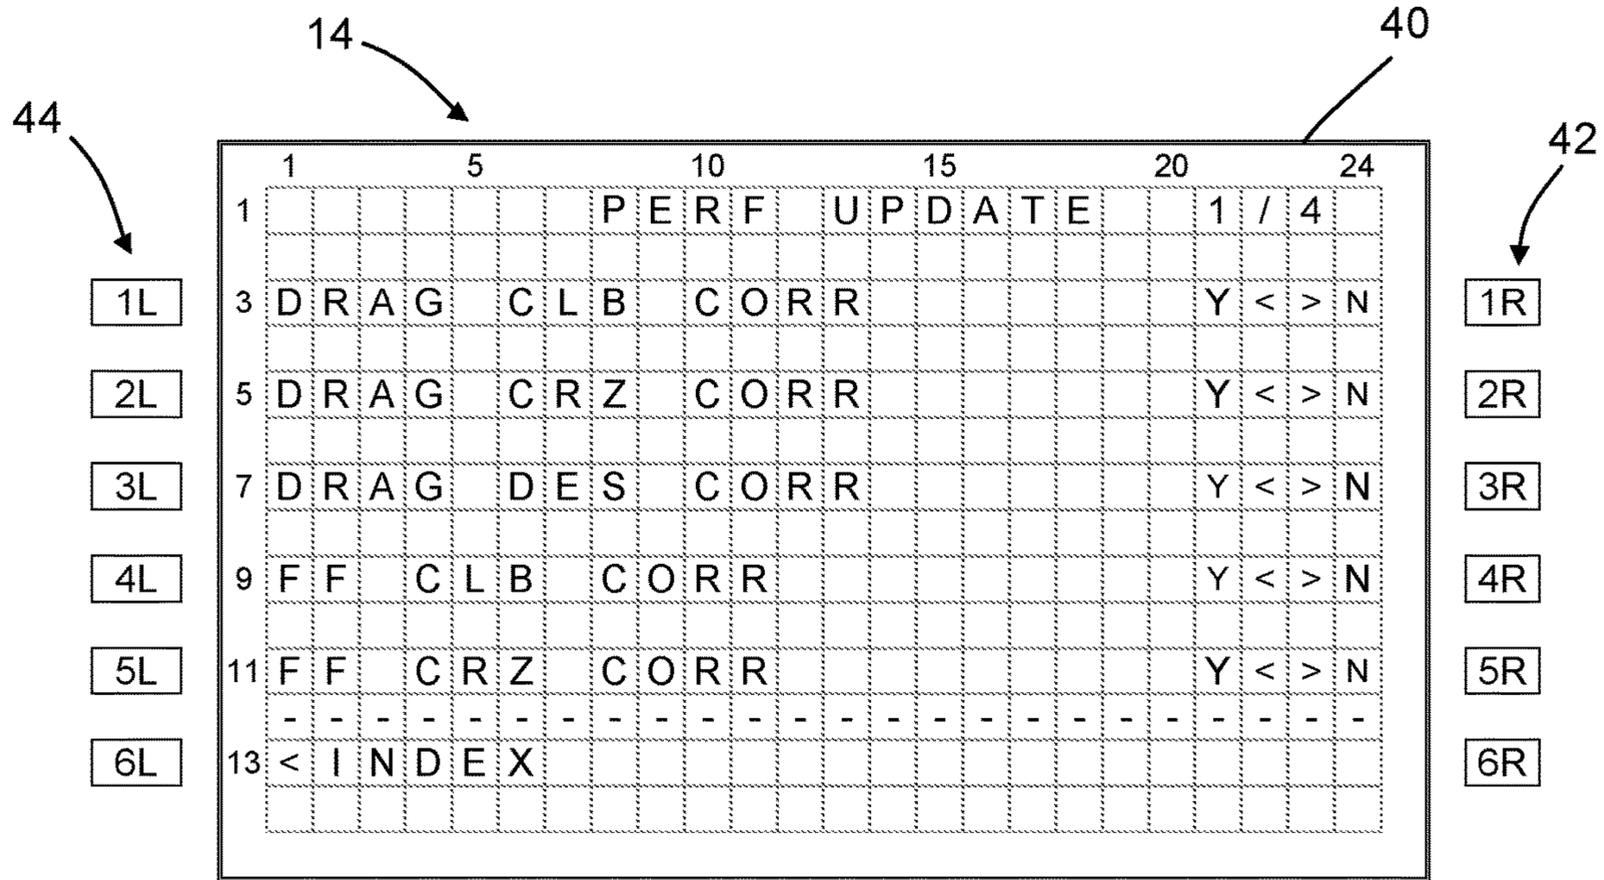 14 40
44 42
1 5 10 15 20 24
1 PERF UPDATE 1/4
1L 3 DRAG CLB CORR Y<>N 1R
2L 5 DRAG CRZ CORR Y<>N 2R
3L 7 DRAG DES CORR Y<>N 3R
4L 9 FF CLB CORR Y<>N 4R
5L 11 FF CRZ CORR Y<>N 5R
- - - - - - - - - - - - - - - - - - - - - - - -
6L 13 <INDEX 6R